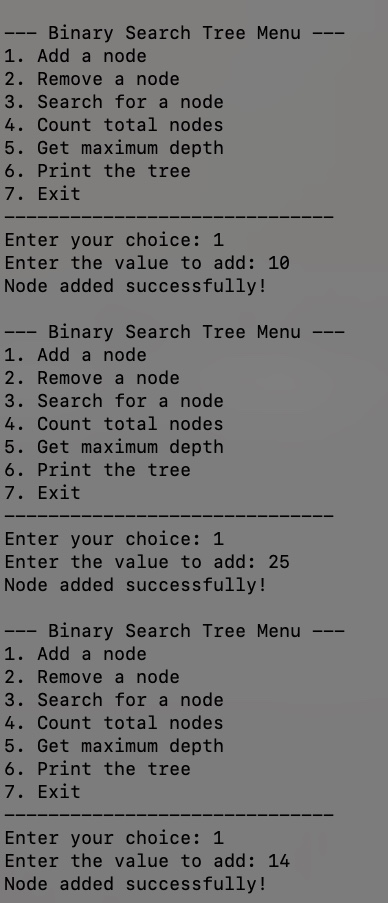 --- Binary Search Tree Menu ---
1. Add a node
2. Remove a node
3. Search for a node
4. Count total nodes
5. Get maximum depth
6. Print the tree
7. Exit
------------------------------
Enter your choice: 1
Enter the value to add: 10
Node added successfully!
--- Binary Search Tree Menu ---
1. Add a node
2. Remove a node
3. Search for a node
4. Count total nodes
5. Get maximum depth
6. Print the tree
7. Exit
------------------------------
Enter your choice: 1
Enter the value to add: 25
Node added successfully!
--- Binary Search Tree Menu ---
1. Add a node
2. Remove a node
3. Search for a node
4. Count total nodes
5. Get maximum depth
6. Print the tree
7. Exit
------------------------------
Enter your choice: 1
Enter the value to add: 14
Node added successfully!